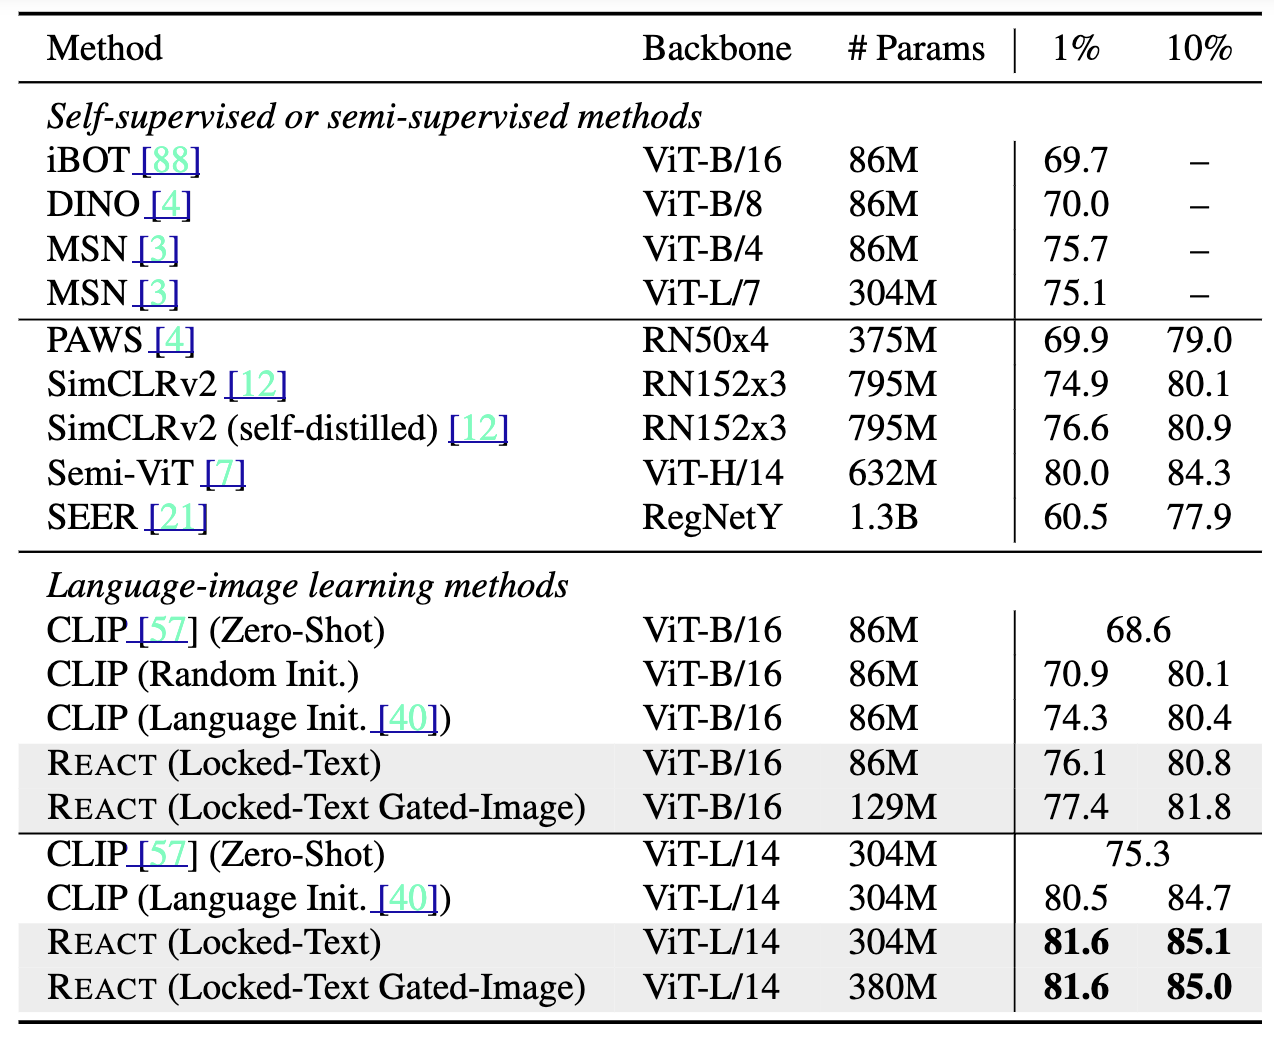 Method Backbone # Params 1% 10%
Self-supervised or semi-supervised methods
iBOT [88] ViT-B/16 86M 69.7 –
DINO [4] ViT-B/8 86M 70.0 –
MSN [3] ViT-B/4 86M 75.7 –
MSN [3] ViT-L/7 304M 75.1 –
PAWS [4] RN50x4 375M 69.9 79.0
SimCLRv2 [12] RN152x3 795M 74.9 80.1
SimCLRv2 (self-distilled) [12] RN152x3 795M 76.6 80.9
Semi-ViT [7] ViT-H/14 632M 80.0 84.3
SEER [21] RegNetY 1.3B 60.5 77.9
Language-image learning methods
CLIP [57] (Zero-Shot) ViT-B/16 86M 68.6
CLIP (Random Init.) ViT-B/16 86M 70.9 80.1
CLIP (Language Init. [40]) ViT-B/16 86M 74.3 80.4
REACT (Locked-Text) ViT-B/16 86M 76.1 80.8
REACT (Locked-Text Gated-Image) ViT-B/16 129M 77.4 81.8
CLIP [57] (Zero-Shot) ViT-L/14 304M 75.3
CLIP (Language Init. [40]) ViT-L/14 304M 80.5 84.7
REACT (Locked-Text) ViT-L/14 304M 81.6 85.1
REACT (Locked-Text Gated-Image) ViT-L/14 380M 81.6 85.0